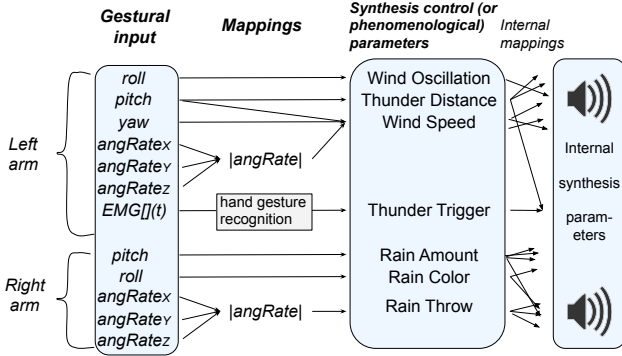 Gestural
input
Mappings
Synthesis control (or
phenomenological)
parameters
Internal
mappings
Left
arm
roll
pitch
yaw
angRateX
angRateY
angRateZ
EMG[](t)
|angRate|
hand gesture
recognition
Wind Oscillation
Thunder Distance
Wind Speed
Thunder Trigger
Right
arm
pitch
roll
angRateX
angRateY
angRateZ
|angRate|
Rain Amount
Rain Color
Rain Throw
Internal
synthesis
param-
eters